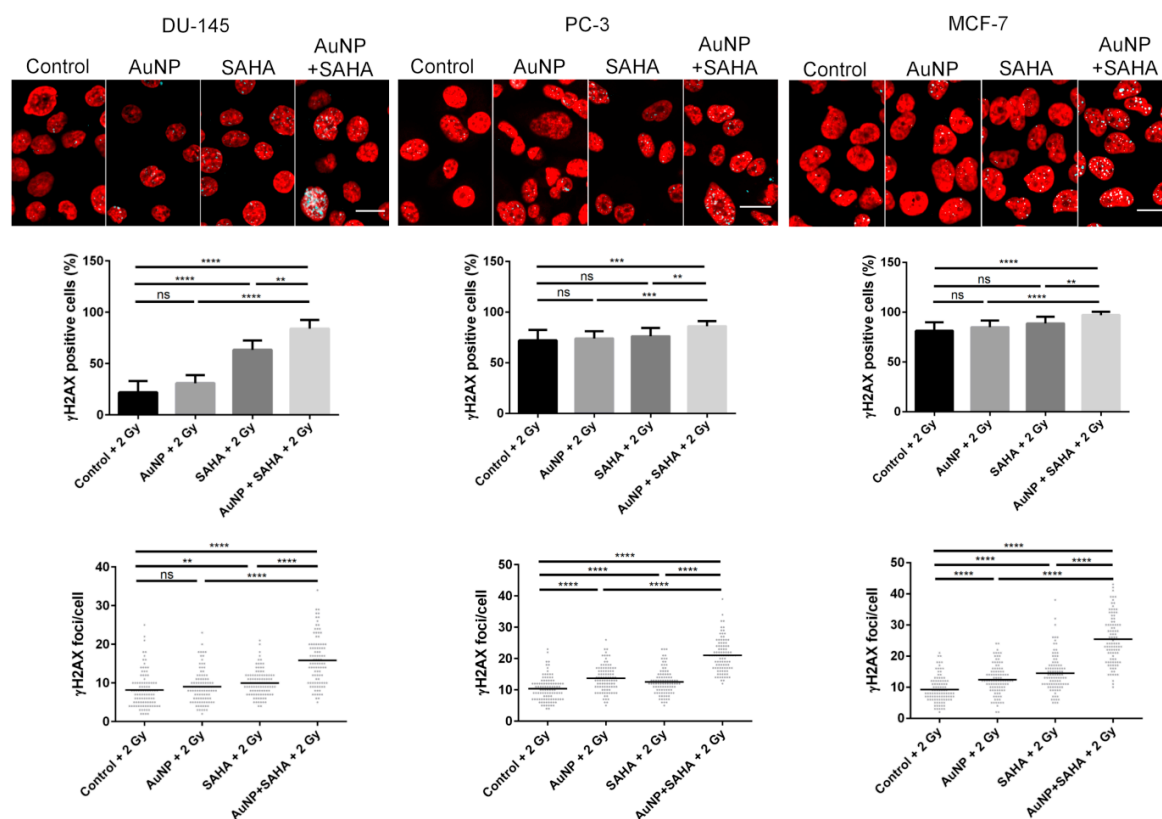 DU-145
PC-3
MCF-7
Control
AuNP
SAHA
AuNP
+SAHA
Control
AuNP
SAHA
AuNP
+SAHA
Control
AuNP
SAHA
AuNP
+SAHA
γH2AX positive cells (%)
150
100
50
0
****
****
**
ns
****
Control + 2 Gy
AuNP + 2 Gy
SAHA + 2 Gy
AuNP + SAHA + 2 Gy
γH2AX positive cells (%)
150
100
50
0
***
ns
**
ns
***
Control + 2 Gy
AuNP + 2 Gy
SAHA + 2 Gy
AuNP + SAHA + 2 Gy
γH2AX positive cells (%)
150
100
50
0
****
ns
**
ns
****
Control + 2 Gy
AuNP + 2 Gy
SAHA + 2 Gy
AuNP + SAHA + 2 Gy
γH2AX foci/cell
40
30
20
10
0
****
**
****
ns
****
Control + 2 Gy
AuNP + 2 Gy
SAHA + 2 Gy
AuNP+SAHA + 2 Gy
γH2AX foci/cell
50
40
30
20
10
0
****
****
****
****
****
Control + 2 Gy
AuNP + 2 Gy
SAHA + 2 Gy
AuNP+SAHA + 2 Gy
γH2AX foci/cell
50
40
30
20
10
0
****
****
****
****
****
Control + 2 Gy
AuNP + 2 Gy
SAHA + 2 Gy
AuNP+SAHA + 2 Gy